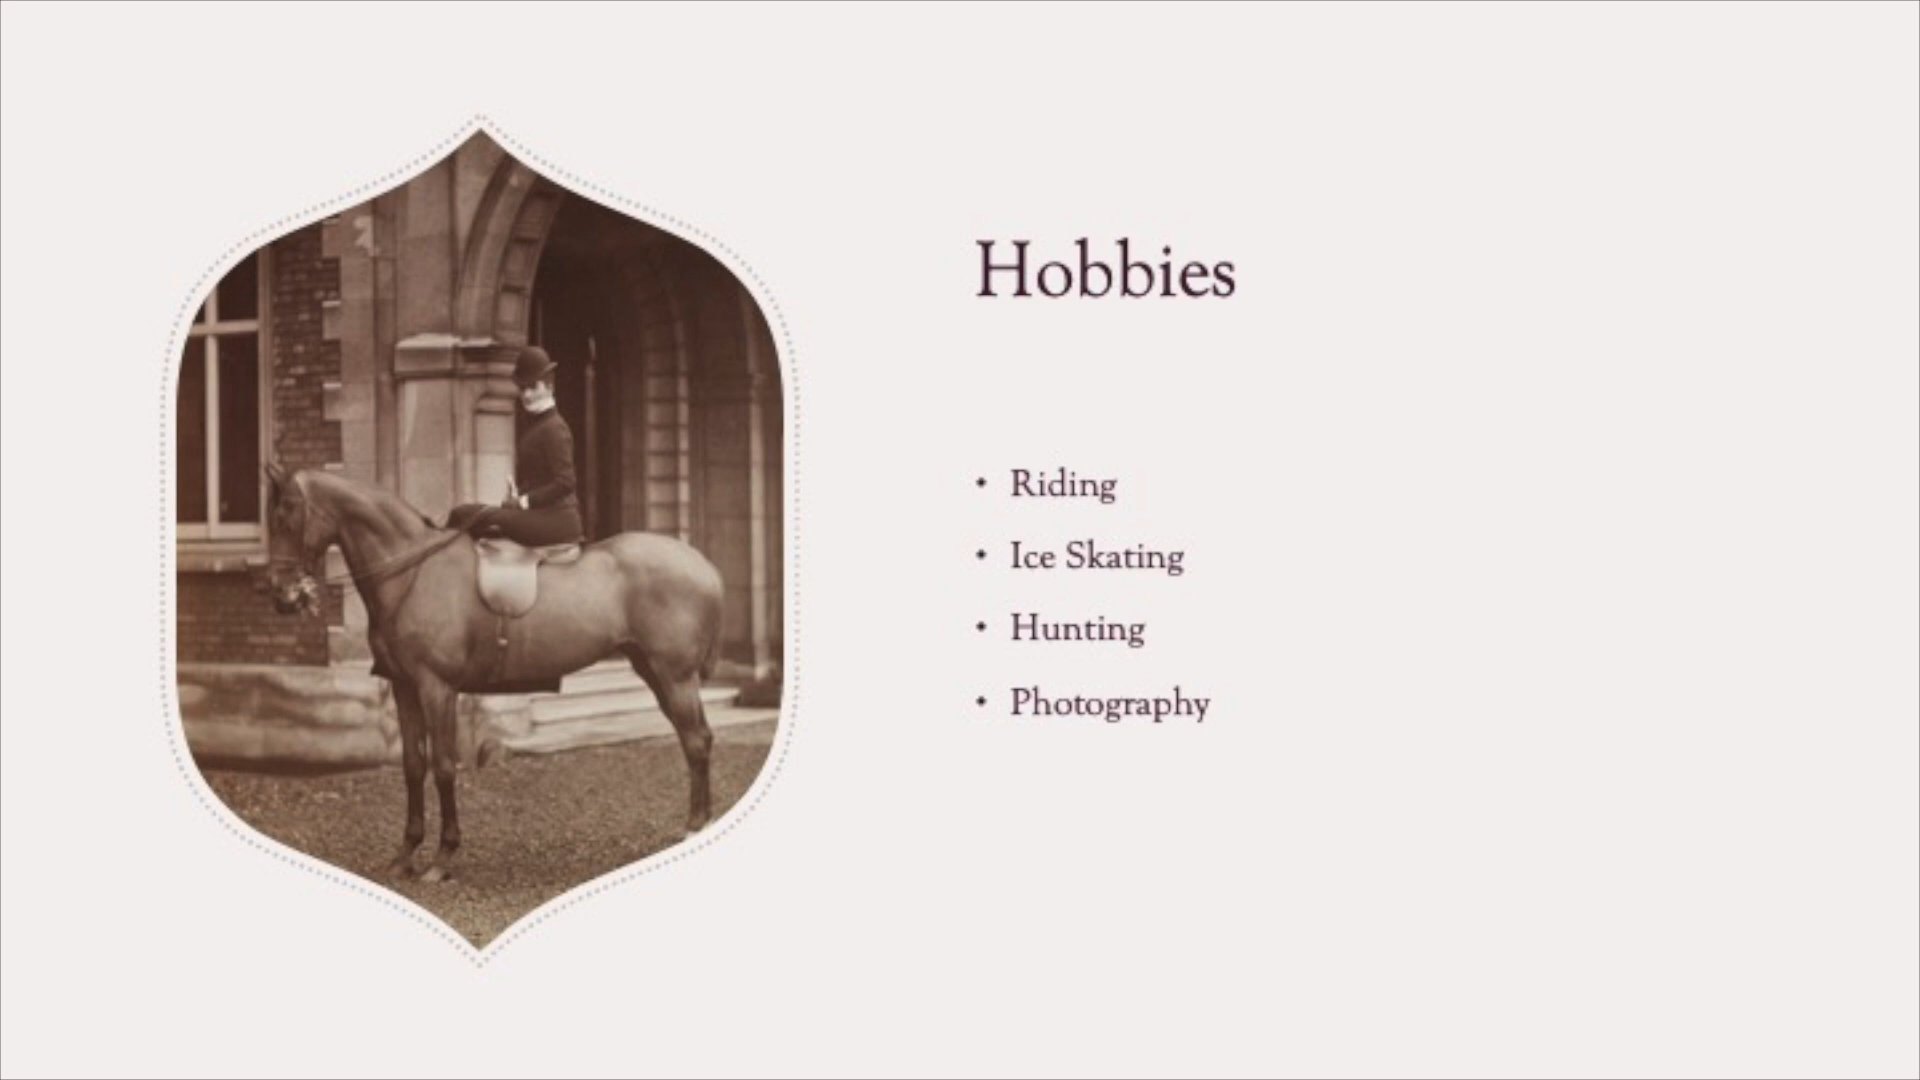 Hobbies
• Riding
• Ice Skating
• Hunting
• Photography